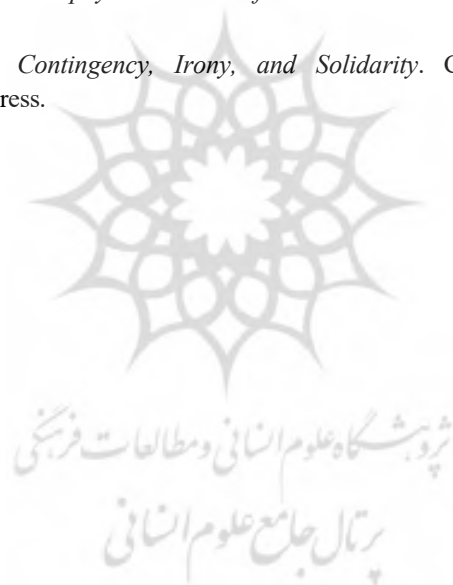 Contingency, Irony, and Solidarity. C
ress.
پژوهشگاه علوم انسانی و مطالعات فرهنگی
پرتال جامع علوم انسانی